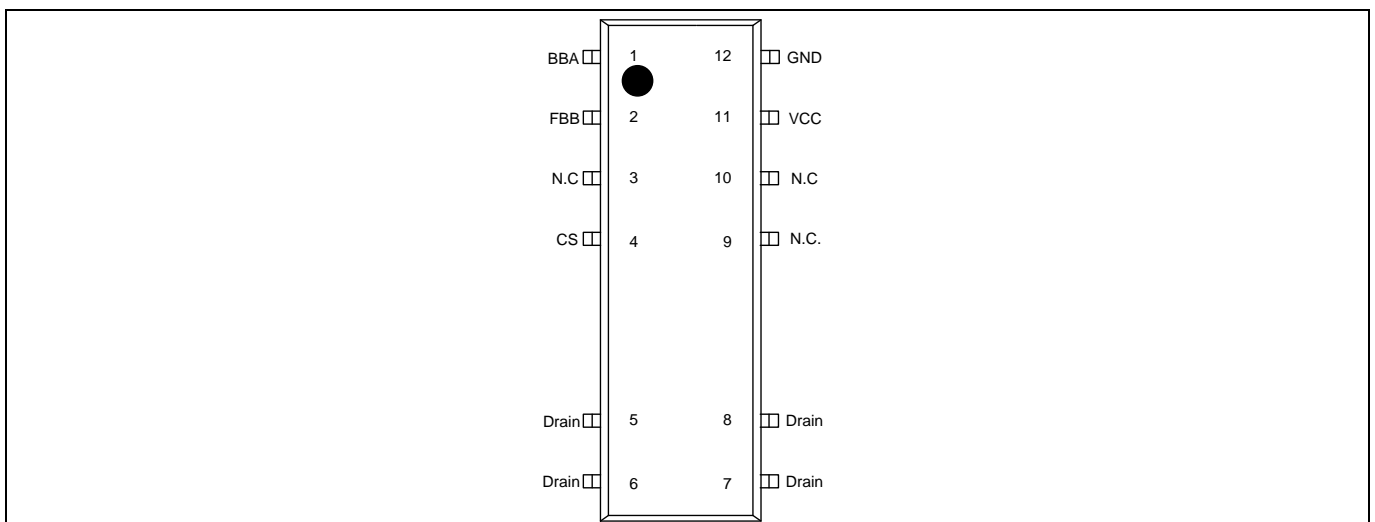 BBA 1 12 GND
FBB 2 11 VCC
N.C 3 10 N.C
CS 4 9 N.C.
Drain 5 8 Drain
Drain 6 7 Drain